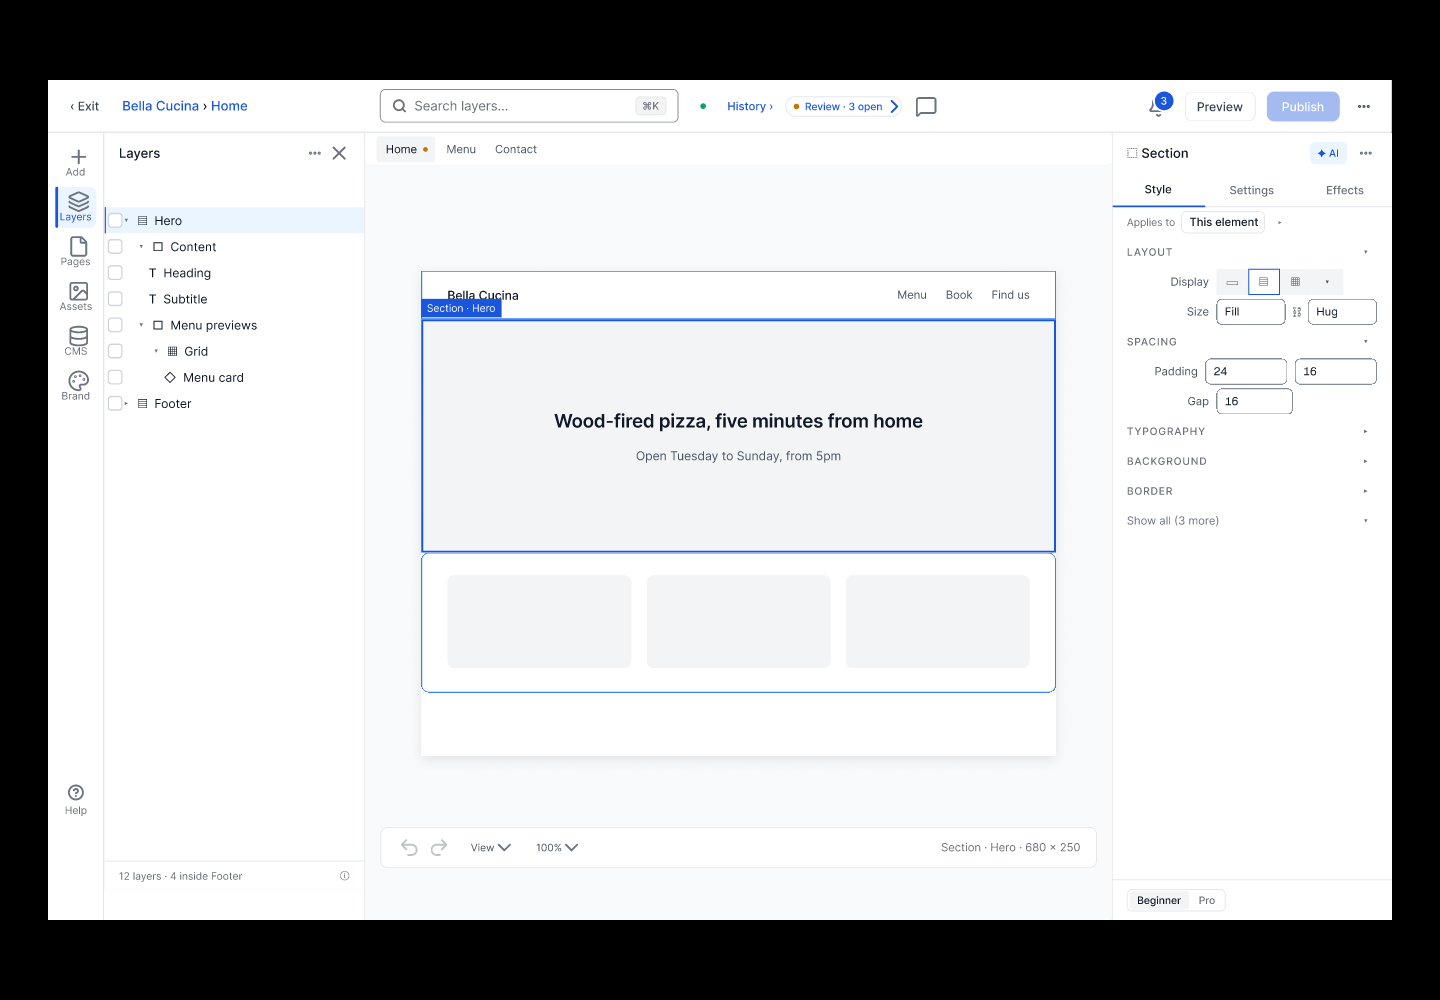 ‹ Exit
Bella Cucina › Home
Search layers...
⌘K
History ›
Review · 3 open
3
Preview
Publish
Add
Layers
Pages
Assets
CMS
Brand
Help
Layers
Hero
Content
T Heading
T Subtitle
Menu previews
Grid
Menu card
Footer
12 layers · 4 inside Footer
Home
Menu
Contact
Bella Cucina
Menu
Book
Find us
Section · Hero
Wood-fired pizza, five minutes from home
Open Tuesday to Sunday, from 5pm
View
100%
Section · Hero · 680 × 250
Section
AI
Style
Settings
Effects
Applies to
This element
LAYOUT
Display
Size
Fill
Hug
SPACING
Padding
24
16
Gap
16
TYPOGRAPHY
BACKGROUND
BORDER
Show all (3 more)
Beginner
Pro